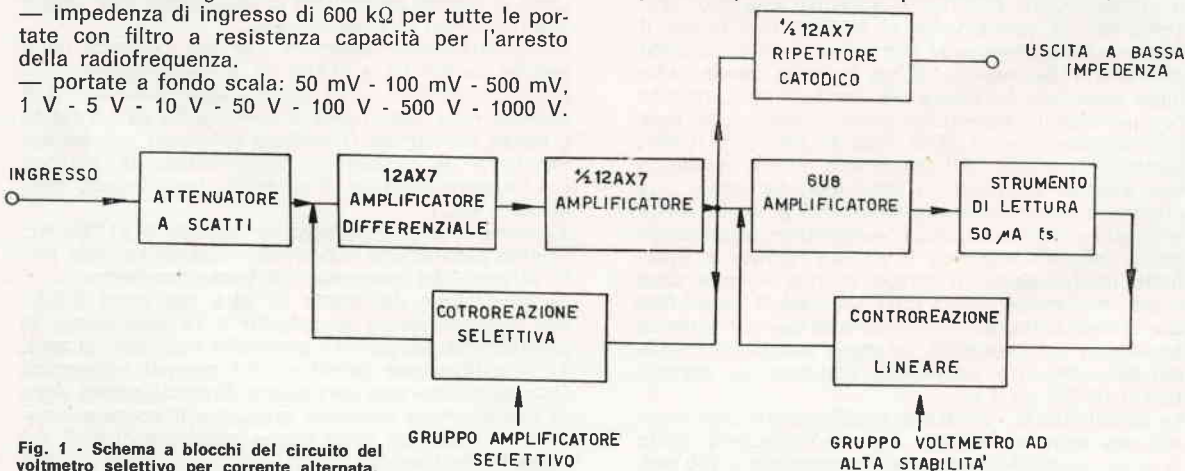 — impedenza di ingresso di 600 kΩ per tutte le por-
tate con filtro a resistenza capacità per l'arresto
della radiofrequenza.
— portate a fondo scala: 50 mV - 100 mV - 500 mV,
1 V - 5 V - 10 V - 50 V - 100 V - 500 V - 1000 V.
½ 12AX7
RIPETITORE
CATODICO
USCITA A BASSA
IMPEDENZA
INGRESSO
ATTENUATORE
A SCATTI
12AX7
AMPLIFICATORE
DIFFERENZIALE
½ 12AX7
AMPLIFICATORE
6U8
AMPLIFICATORE
STRUMENTO
DI LETTURA
50 µA fs.
COTROREAZIONE
SELETTIVA
CONTROREAZIONE
LINEARE
GRUPPO AMPLIFICATORE
SELETTIVO
GRUPPO VOLTMETRO AD
ALTA STABILITA'
Fig. 1 - Schema a blocchi del circuito del
voltmetro selettivo per corrente alternata.